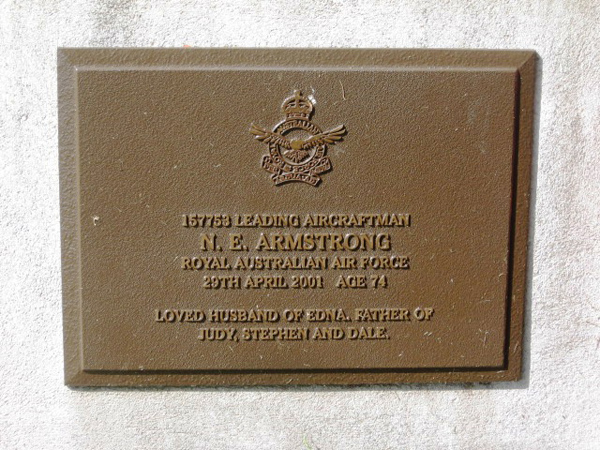 157753 LEADING AIRCRAFTMAN
N. E. ARMSTRONG
ROYAL AUSTRALIAN AIR FORCE
29TH APRIL 2001 AGE 74
LOVED HUSBAND OF EDNA. FATHER OF
JUDY, STEPHEN AND DALE.